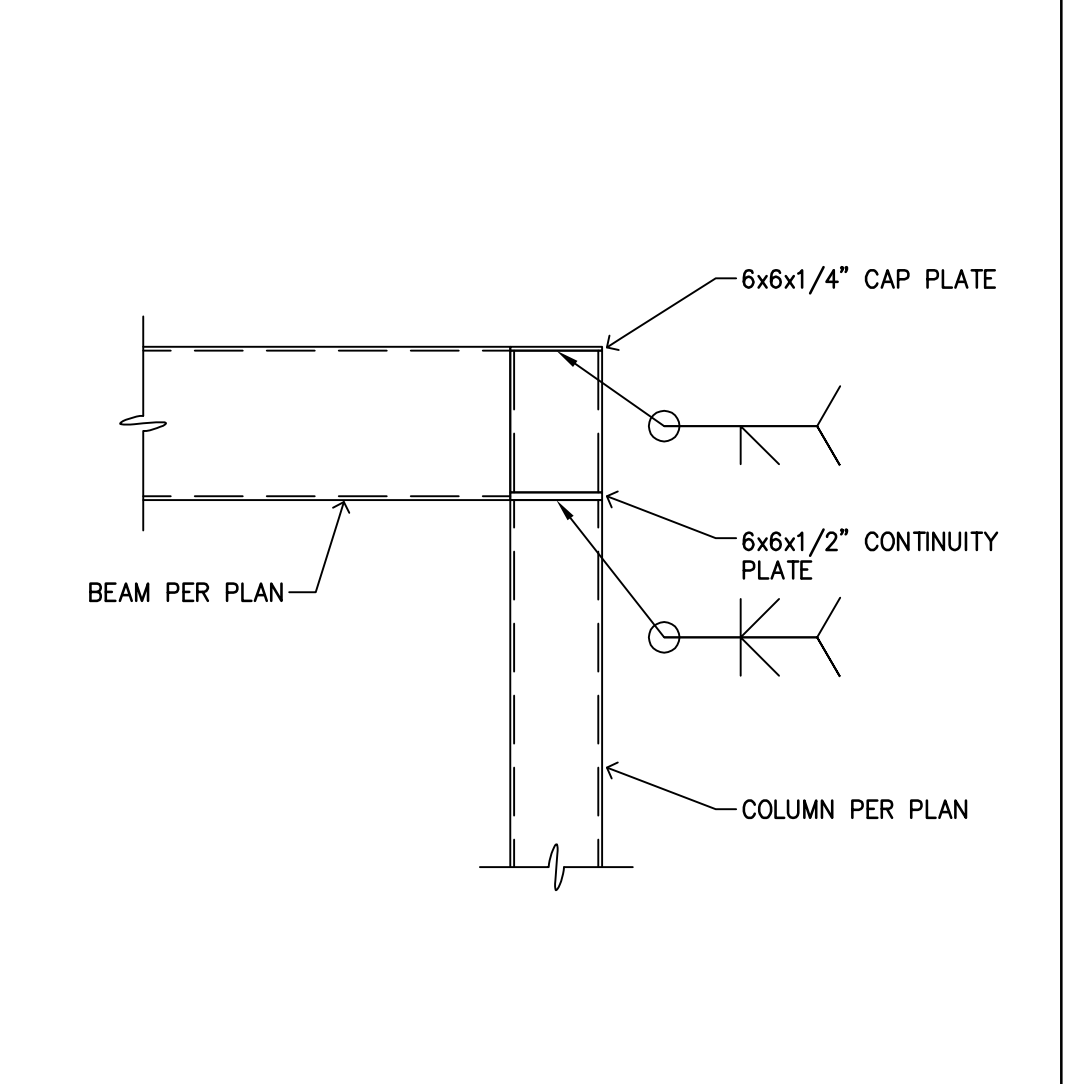 6x6x1/4" CAP PLATE
6x6x1/2" CONTINUITY
PLATE
BEAM PER PLAN
COLUMN PER PLAN